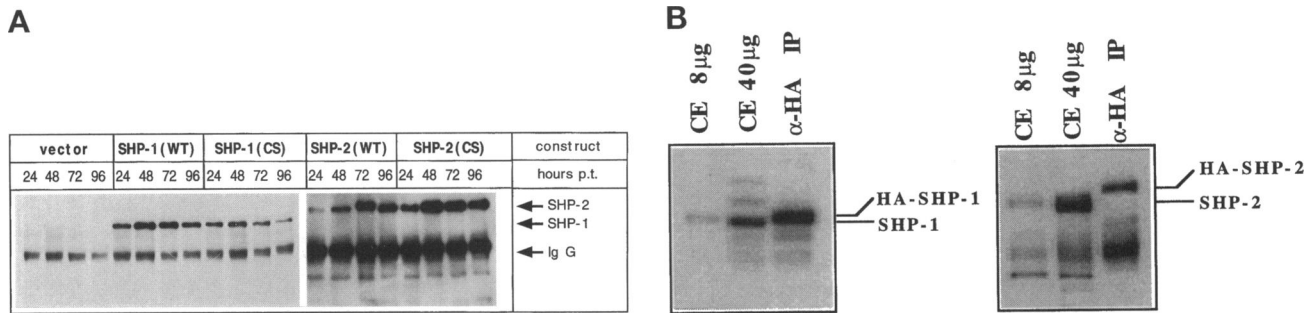 A
vector SHP-1(WT) SHP-1(CS) SHP-2(WT) SHP-2(CS) construct
24 48 72 96 24 48 72 96 24 48 72 96 24 48 72 96 24 48 72 96 hours p.t.
SHP-2
SHP-1
Ig G
B
CE 8μg
CE 40μg
α-HA IP
HA-SHP-1
SHP-1
CE 8μg
CE 40μg
α-HA IP
HA-SHP-2
SHP-2